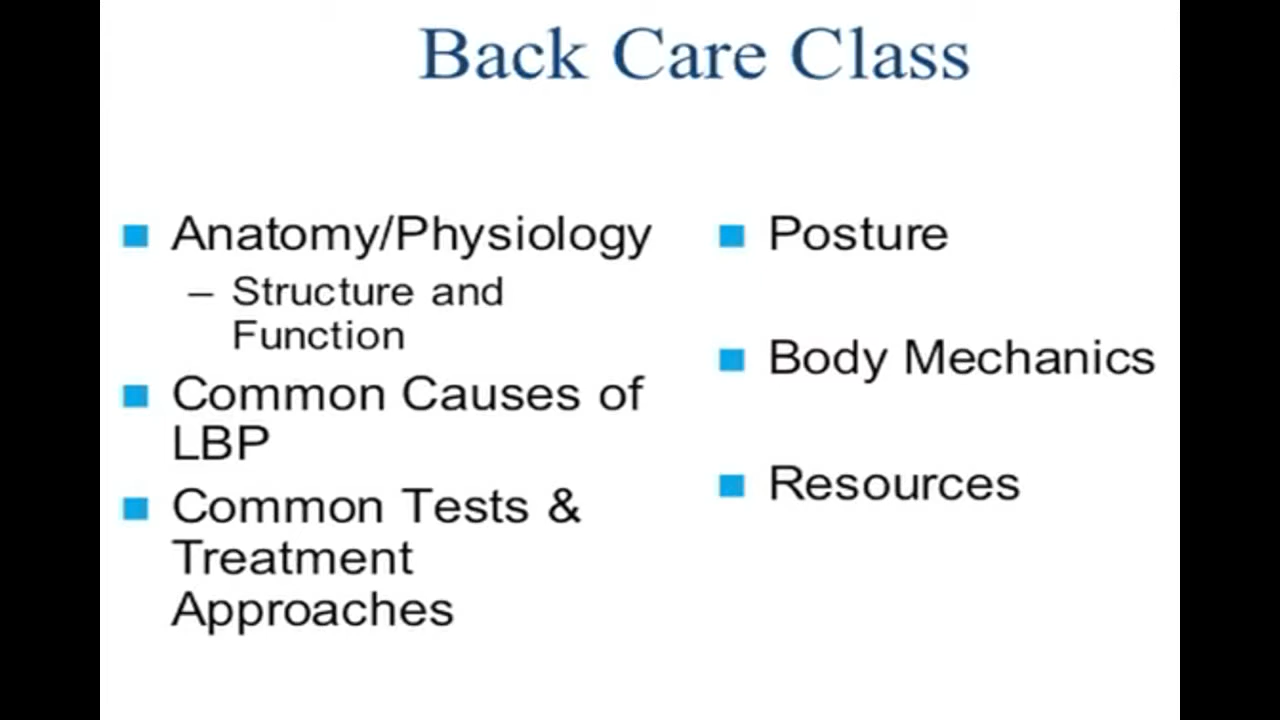 Back Care Class
Anatomy/Physiology
– Structure and
Function
Common Causes of
LBP
Common Tests &
Treatment
Approaches
Posture
Body Mechanics
Resources